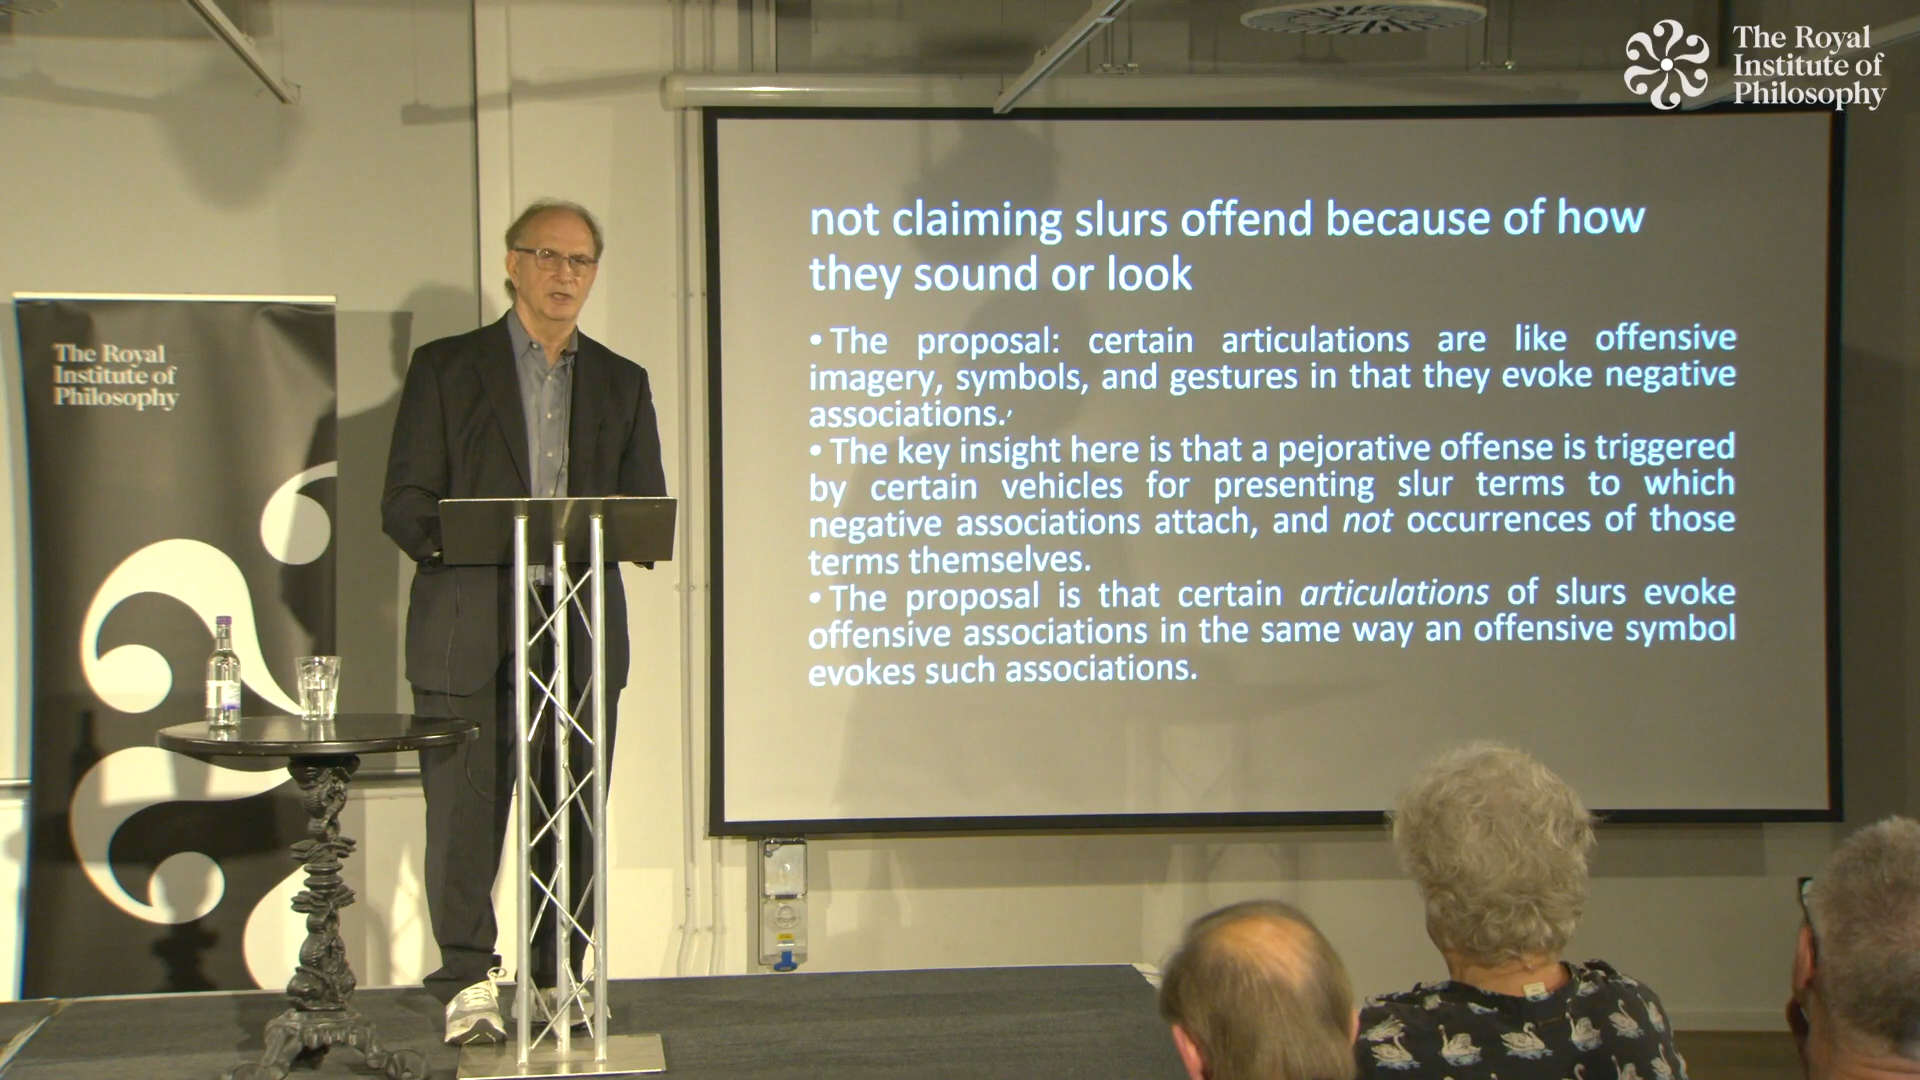 The Royal
Institute of
Philosophy
not claiming slurs offend because of how
they sound or look
• The proposal: certain articulations are like offensive
imagery, symbols, and gestures in that they evoke negative
associations.’
• The key insight here is that a pejorative offense is triggered
by certain vehicles for presenting slur terms to which
negative associations attach, and not occurrences of those
terms themselves.
• The proposal is that certain articulations of slurs evoke
offensive associations in the same way an offensive symbol
evokes such associations.
The Royal
Institute of
Philosophy